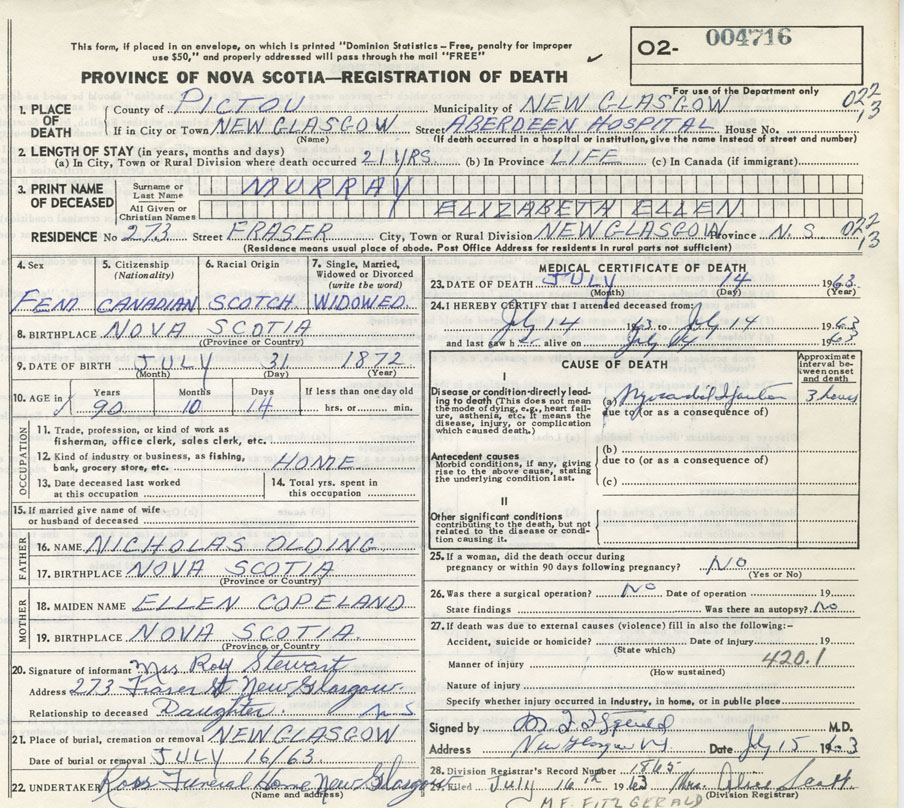 This form, if placed in an envelope, on which is printed "Dominion Statistics – Free, penalty for improper
use $50," and properly addressed will pass through the mail "FREE"
O2- 004716
PROVINCE OF NOVA SCOTIA—REGISTRATION OF DEATH
For use of the Department only
1. PLACE OF DEATH County of PICTOU Municipality of NEW GLASGOW 022 13
If in City or Town NEW GLASGOW Street ABERDEEN HOSPITAL House No.
(Name) (If death occurred in a hospital or institution, give the name instead of street and number)
2. LENGTH OF STAY (in years, months and days)
(a) In City, Town or Rural Division where death occurred 21 YRS. (b) In Province LIFE (c) In Canada (if immigrant)
3. PRINT NAME OF DECEASED Surname or Last Name MURRAY
All Given or Christian Names ELIZABETH ELLEN
RESIDENCE No 273 Street FRASER City, Town or Rural Division NEW GLASGOW Province N. S 022 13
(Residence means usual place of abode. Post Office Address for residents in rural parts not sufficient)
4. Sex 5. Citizenship (Nationality) 6. Racial Origin 7. Single, Married, Widowed or Divorced (write the word)
FEM CANADIAN SCOTCH WIDOWED
8. BIRTHPLACE NOVA SCOTIA
(Province or Country)
9. DATE OF BIRTH JULY 31 1872
(Month) (Day) (Year)
10. AGE in Years Months Days If less than one day old
90 10 14 hrs. or min.
OCCUPATION
11. Trade, profession, or kind of work as
fisherman, office clerk, sales clerk, etc.
12. Kind of industry or business, as fishing,
bank, grocery store, etc. HOME
13. Date deceased last worked
at this occupation
14. Total yrs. spent in
this occupation
15. If married give name of wife
or husband of deceased
FATHER
16. NAME NICHOLAS OLDING
17. BIRTHPLACE NOVA SCOTIA
(Province or Country)
MOTHER
18. MAIDEN NAME ELLEN COPELAND
19. BIRTHPLACE NOVA SCOTIA.
(Province or Country)
20. Signature of informant Mrs. Roy Stewart
Address 273 Fraser St New Glasgow.
Relationship to deceased Daughter. N.S
21. Place of burial, cremation or removal NEW GLASGOW
Date of burial or removal JULY 16/63
22. UNDERTAKER Ross Funeral Home New Glasgow
(Name and address)
MEDICAL CERTIFICATE OF DEATH
23. DATE OF DEATH JULY 14 1963
(Month) (Day) (Year)
24. I HEREBY CERTIFY that I attended deceased from:
July 14 1963 to July 14 1963
and last saw h alive on July 14 1963
CAUSE OF DEATH
Approximate interval between onset and death
I
Disease or condition-directly leading to death (This does not mean the mode of dying, e.g., heart failure, asthenia, etc. It means the disease, injury, or complication which caused death.)
(a) Myocardial 3 hours
due to (or as a consequence of)
Antecedent causes
Morbid conditions, if any, giving rise to the above cause, stating the underlying condition last.
(b)
due to (or as a consequence of)
(c)
II
Other significant conditions
contributing to the death, but not related to the disease or condition causing it.
25. If a woman, did the death occur during
pregnancy or within 90 days following pregnancy? NO
(Yes or No)
26. Was there a surgical operation? No Date of operation 19
State findings Was there an autopsy? No
27. If death was due to external causes (violence) fill in also the following:–
Accident, suicide or homicide? Date of injury 19
(State which)
Manner of injury 420.1
(How sustained)
Nature of injury
Specify whether injury occurred in industry, in home, or in public place
Signed by M.D.
Address New Glasgow NS Date July 15 1963
28. Division Registrar's Record Number 1865
29. Filed July 16th 1963 Mrs. Alice Scott
(Division Registrar)
M F. FITZGERALD